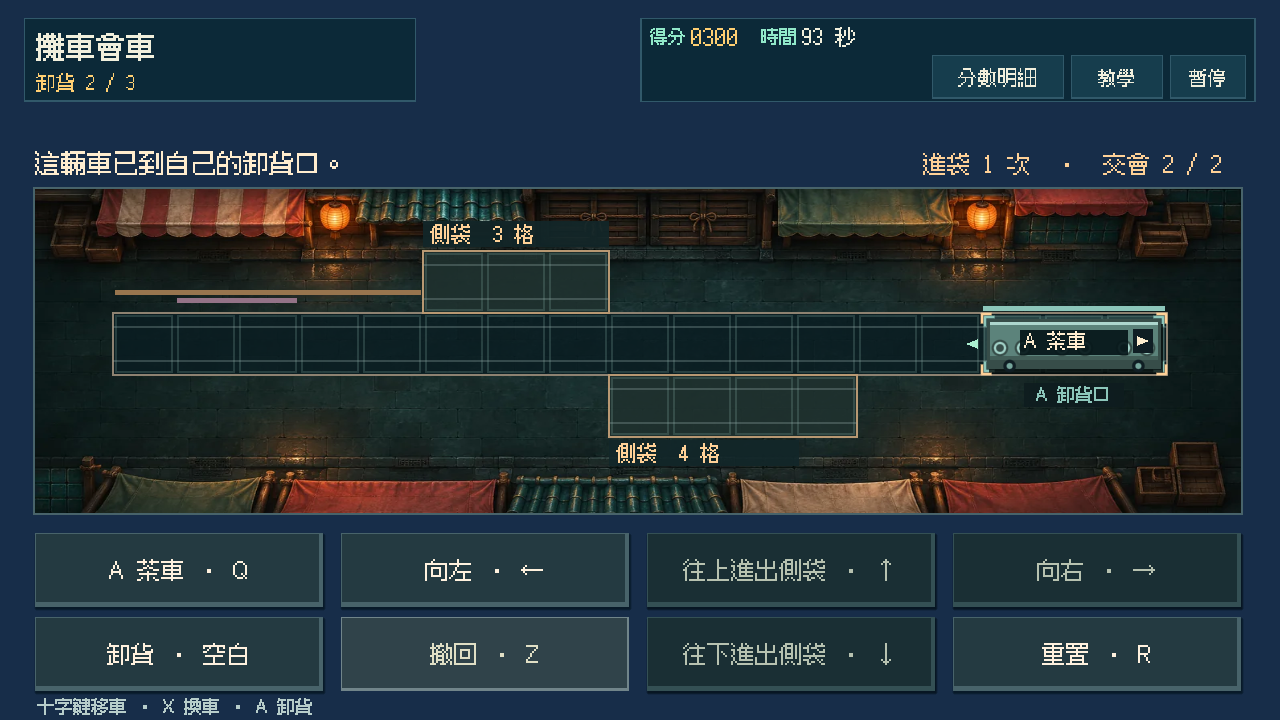 攤車會車
卸貨 2 / 3
得分 0300 時間 93 秒
分數明細
教學
暫停
這輛車已到自己的卸貨口。
進袋 1 次 · 交會 2 / 2
側袋 3 格
A 茶車
A 卸貨口
側袋 4 格
A 茶車 · Q
向左 · ←
往上進出側袋 · ↑
向右 · →
卸貨 · 空白
撤回 · Z
往下進出側袋 · ↓
重置 · R
十字鍵移車 · X 換車 · A 卸貨